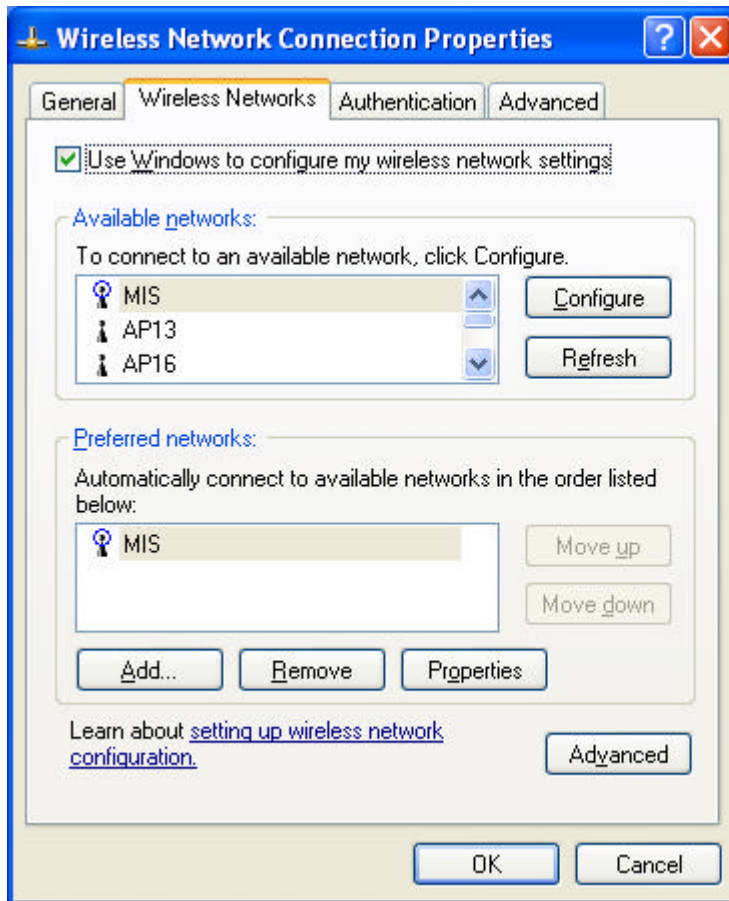 Wireless Network Connection Properties
?
General
Wireless Networks
Authentication
Advanced
Use Windows to configure my wireless network settings
Available networks:
To connect to an available network, click Configure.
MIS
AP13
AP16
Configure
Refresh
Preferred networks:
Automatically connect to available networks in the order listed
below:
MIS
Move up
Move down
Add...
Remove
Properties
Learn about setting up wireless network
configuration.
Advanced
OK
Cancel